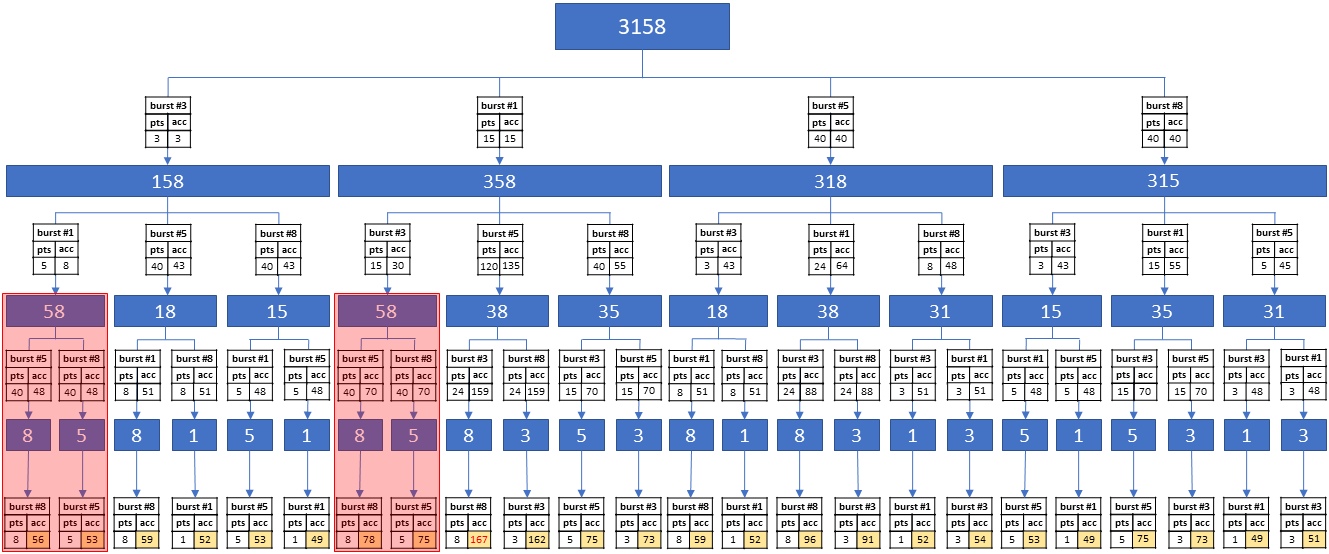 3158
burst #3 burst #1 burst #5 burst #8
pts acc pts acc pts acc pts acc
3 3 15 15 40 40 40 40
158 358 318 315
burst #1 burst #5 burst #8 burst #3 burst #5 burst #8 burst #3 burst #1 burst #8 burst #3 burst #1 burst #5
pts acc pts acc pts acc pts acc pts acc pts acc pts acc pts acc pts acc pts acc pts acc pts acc
5 8 40 43 40 43 15 30 120 135 40 55 3 43 24 64 8 48 3 43 15 55 5 45
58 18 15 58 38 35 18 38 31 15 35 31
burst #5 burst #8 burst #1 burst #8 burst #1 burst #5 burst #5 burst #8 burst #3 burst #8 burst #3 burst #5 burst #1 burst #8 burst #3 burst #8 burst #3 burst #1 burst #1 burst #5 burst #3 burst #5 burst #3 burst #1
pts acc pts acc pts acc pts acc pts acc pts acc pts acc pts acc pts acc pts acc pts acc pts acc pts acc pts acc pts acc pts acc pts acc pts acc pts acc pts acc pts acc pts acc pts acc pts acc
40 48 40 48 8 51 8 51 5 48 5 48 40 70 40 70 24 159 24 159 15 70 15 70 8 51 8 51 24 88 24 88 3 51 3 51 5 48 5 48 15 70 15 70 3 48 3 48
8 5 8 1 5 1 8 5 8 3 5 3 8 1 8 3 1 3 5 1 5 3 1 3
burst #8 burst #5 burst #8 burst #1 burst #5 burst #1 burst #8 burst #5 burst #8 burst #3 burst #5 burst #3 burst #8 burst #1 burst #8 burst #3 burst #1 burst #3 burst #5 burst #1 burst #5 burst #3 burst #1 burst #3
pts acc pts acc pts acc pts acc pts acc pts acc pts acc pts acc pts acc pts acc pts acc pts acc pts acc pts acc pts acc pts acc pts acc pts acc pts acc pts acc pts acc pts acc pts acc pts acc
8 56 5 53 8 59 1 52 5 53 1 49 8 78 5 75 8 167 3 162 5 75 3 73 8 59 1 52 8 96 3 91 1 52 3 54 5 53 1 49 5 75 3 73 1 49 3 51